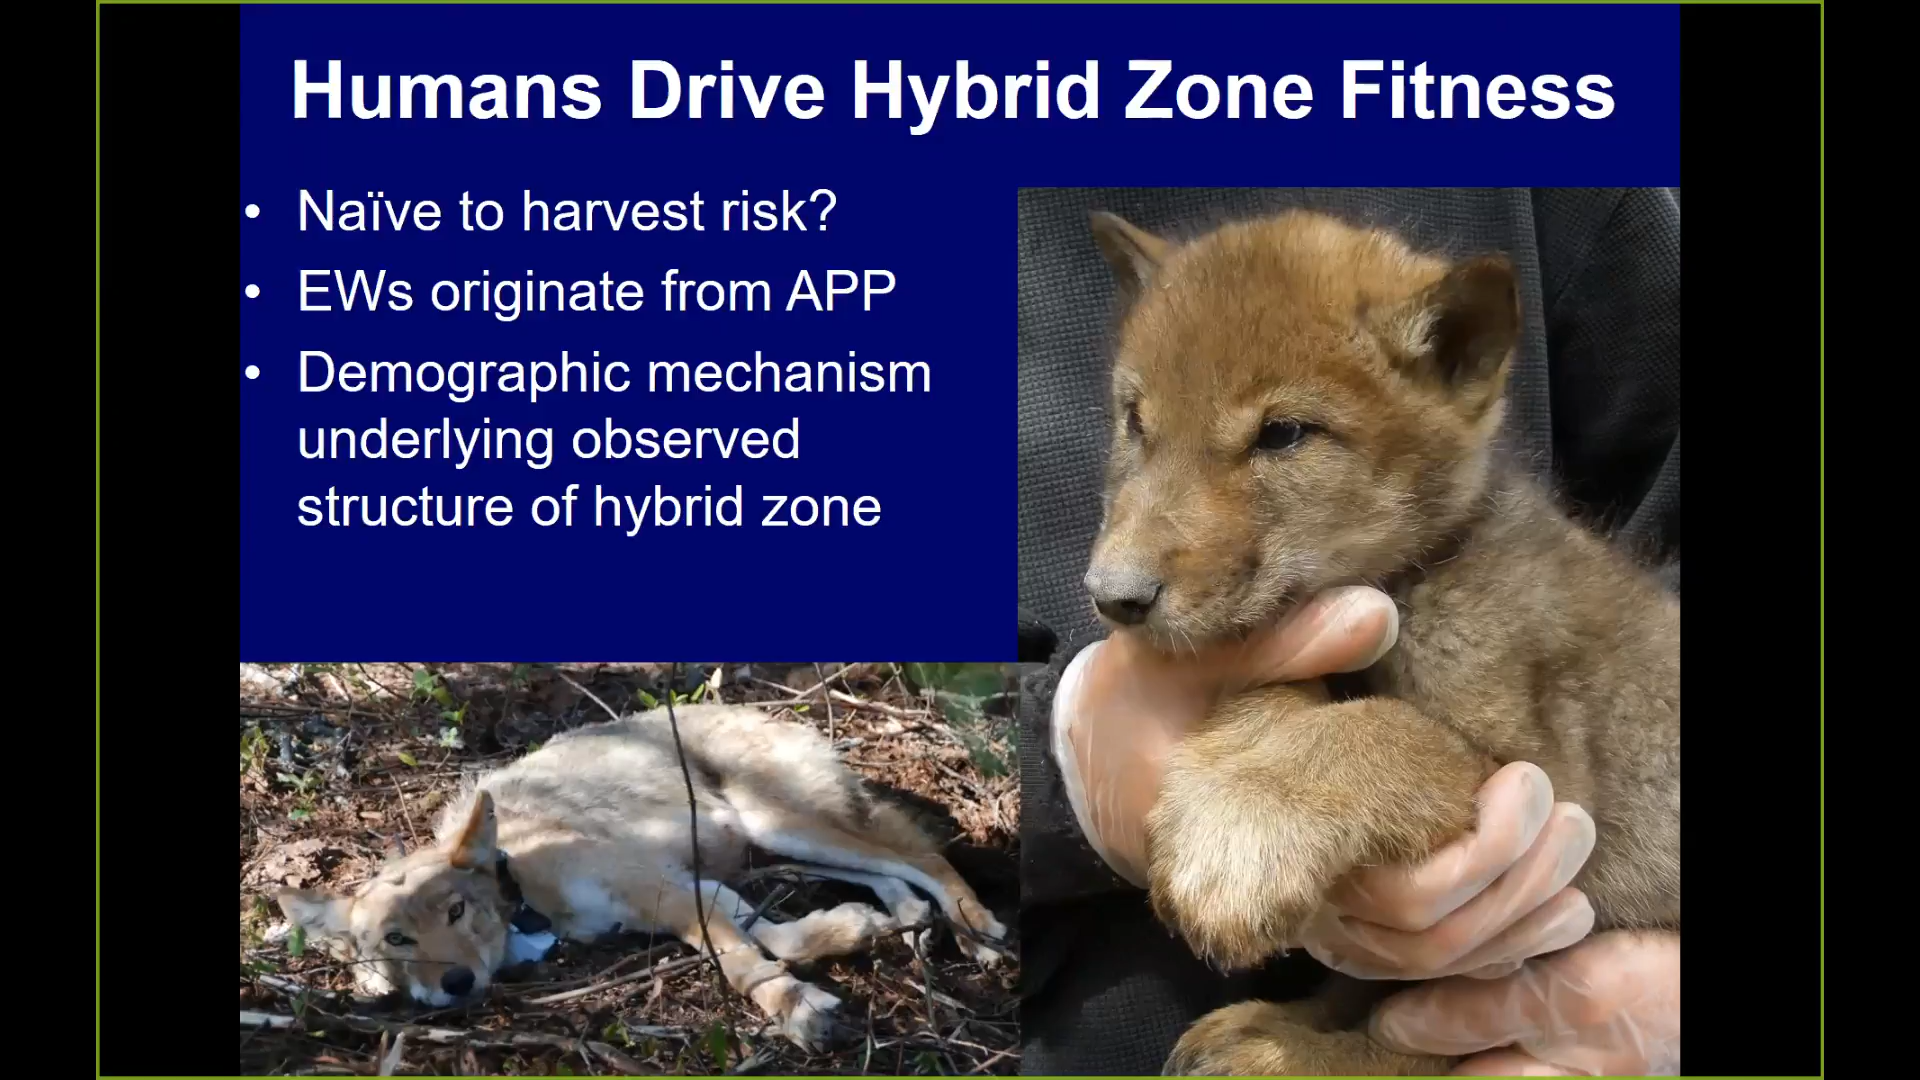 Humans Drive Hybrid Zone Fitness
• Naïve to harvest risk?
• EWs originate from APP
• Demographic mechanism
underlying observed
structure of hybrid zone